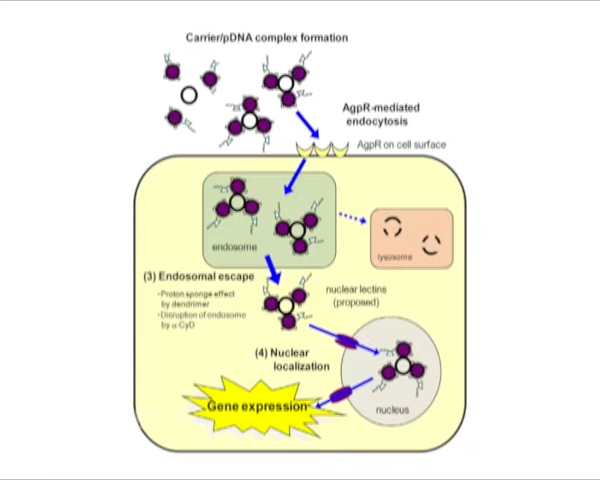 Carrier/pDNA complex formation
AgpR-mediated
endocytosis
AgpR on cell surface
endosome
lysosome
(3) Endosomal escape
·Proton sponge effect
by dendrimer
·Disruption of endosome
by α-CyD
nuclear lectins
(proposed)
(4) Nuclear
localization
Gene expression
nucleus